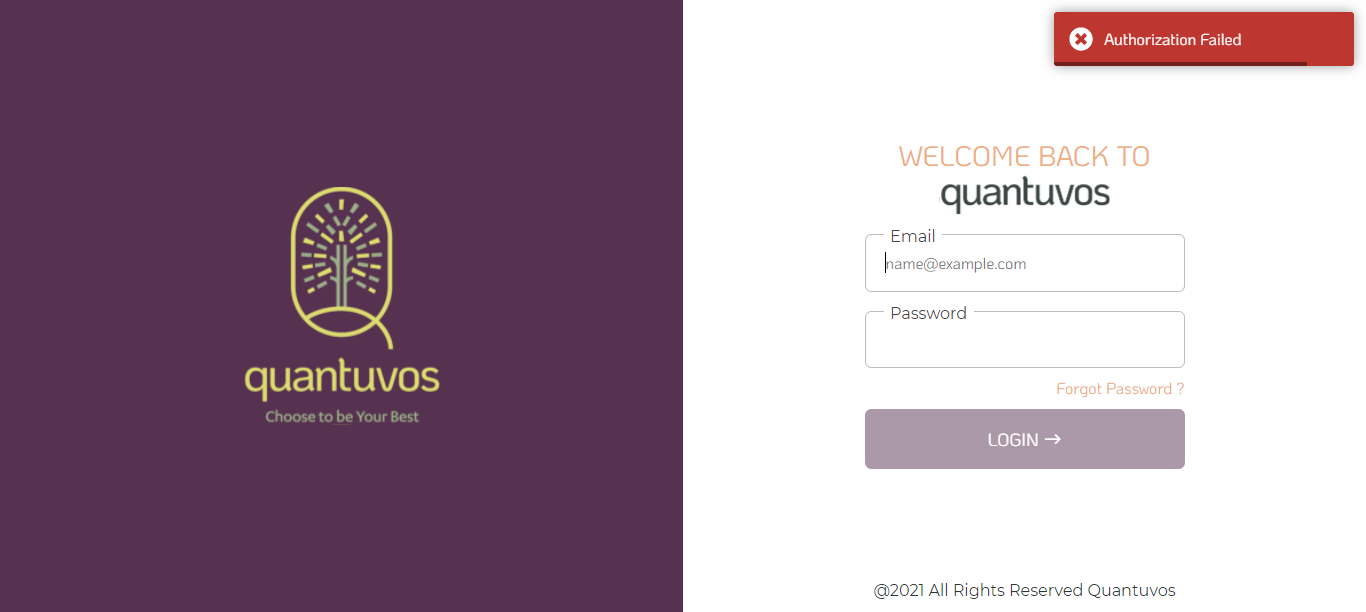 Authorization Failed
quantuvos
Choose to be Your Best
WELCOME BACK TO
quantuvos
Email
name@example.com
Password
Forgot Password ?
LOGIN →
@2021 All Rights Reserved Quantuvos